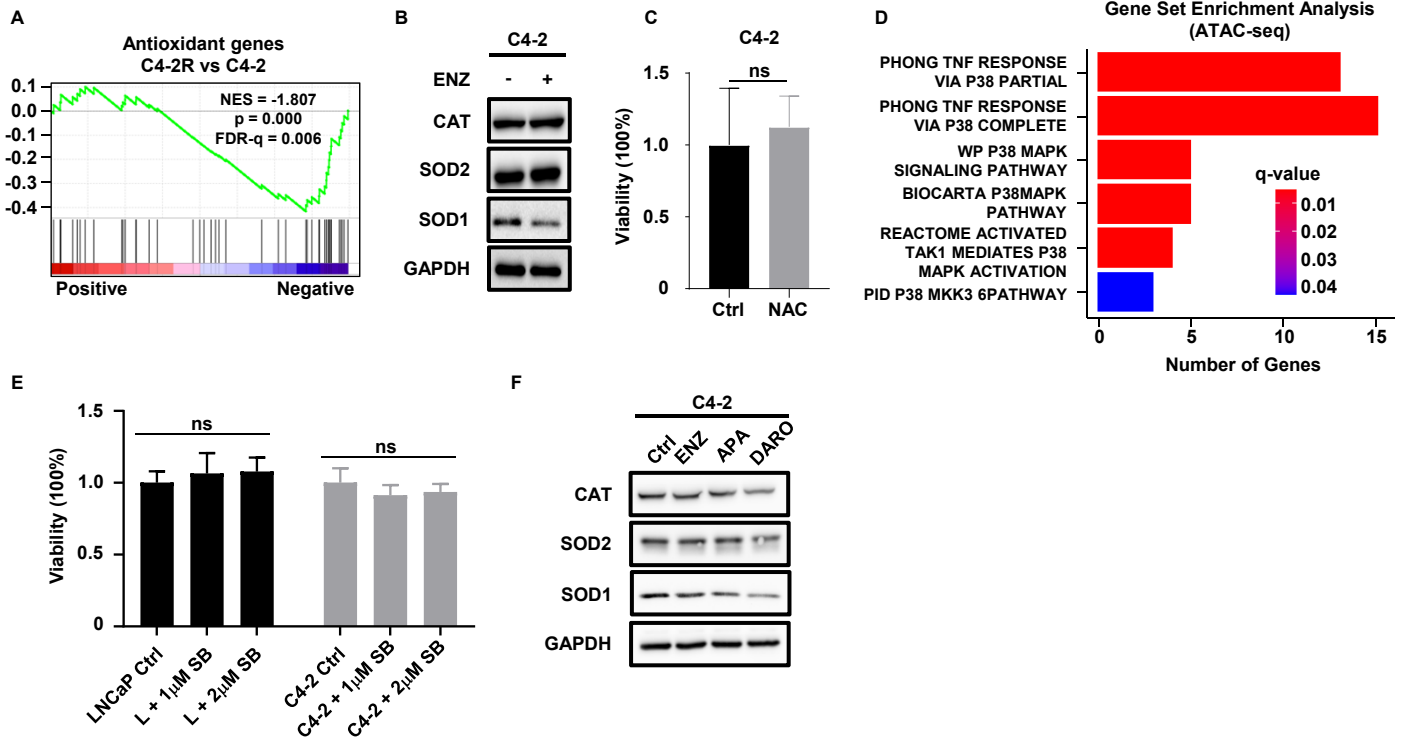 A
Antioxidant genes
C4-2R vs C4-2
0.1
0.0
-0.1
-0.2
-0.3
-0.4
NES = -1.807
p = 0.000
FDR-q = 0.006
Positive
Negative
B
C4-2
ENZ - +
CAT
SOD2
SOD1
GAPDH
C
C4-2
Viability (100%)
1.5
1.0
0.5
0
ns
Ctrl
NAC
D
Gene Set Enrichment Analysis
(ATAC-seq)
PHONG TNF RESPONSE
VIA P38 PARTIAL
PHONG TNF RESPONSE
VIA P38 COMPLETE
WP P38 MAPK
SIGNALING PATHWAY
BIOCARTA P38MAPK
PATHWAY
REACTOME ACTIVATED
TAK1 MEDIATES P38
MAPK ACTIVATION
PID P38 MKK3 6PATHWAY
q-value
0.01
0.02
0.03
0.04
0
5
10
15
Number of Genes
E
Viability (100%)
1.5
1.0
0.5
0
ns
ns
LNCaP Ctrl
L + 1μM SB
L + 2μM SB
C4-2 Ctrl
C4-2 + 1μM SB
C4-2 + 2μM SB
F
C4-2
Ctrl
ENZ
APA
DARO
CAT
SOD2
SOD1
GAPDH